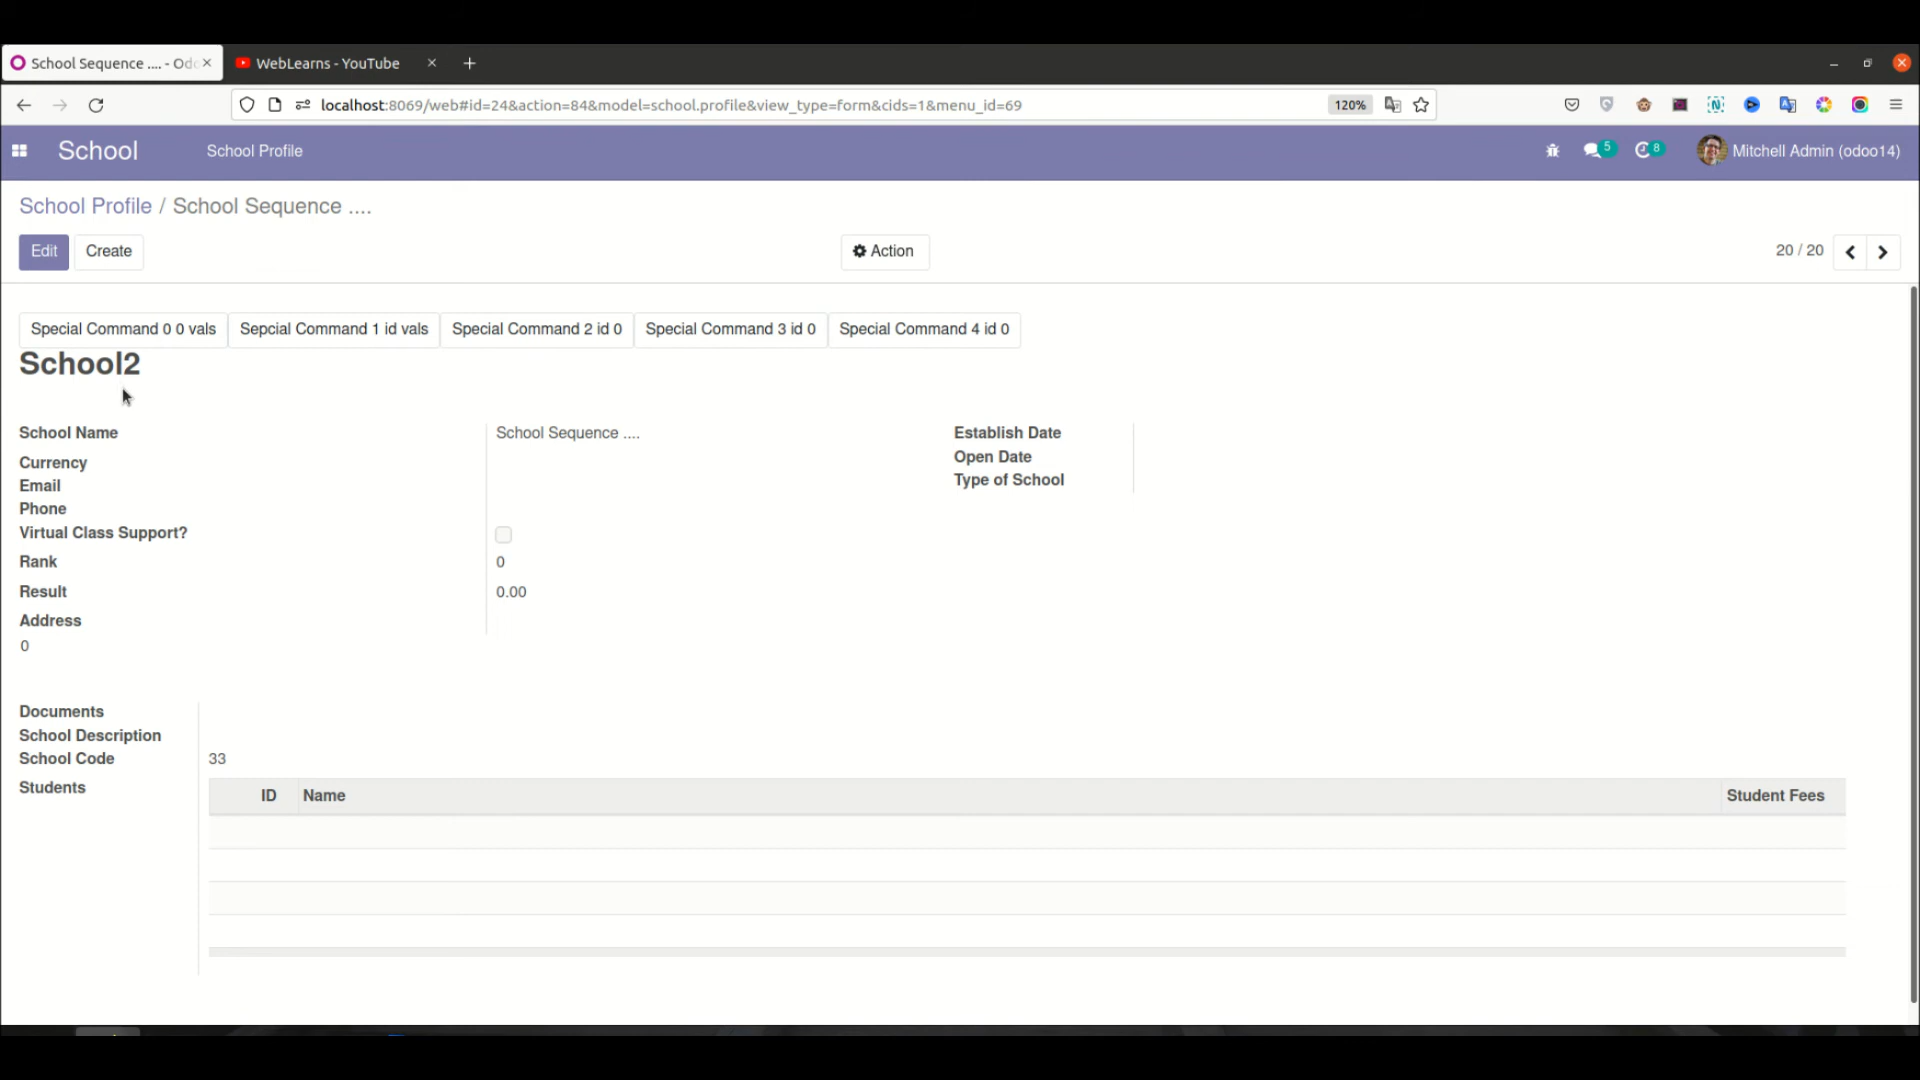 School Sequence .... - Odo
WebLearns - YouTube
localhost:8069/web#id=24&action=84&model=school.profile&view_type=form&cids=1&menu_id=69
120%
School
School Profile
5
8
Mitchell Admin (odoo14)
School Profile / School Sequence ....
Edit
Create
Action
20 / 20
Special Command 0 0 vals
Sepcial Command 1 id vals
Special Command 2 id 0
Special Command 3 id 0
Special Command 4 id 0
School2
School Name
School Sequence ....
Establish Date
Currency
Open Date
Email
Type of School
Phone
Virtual Class Support?
Rank
0
Result
0.00
Address
0
Documents
School Description
School Code
33
Students
ID
Name
Student Fees